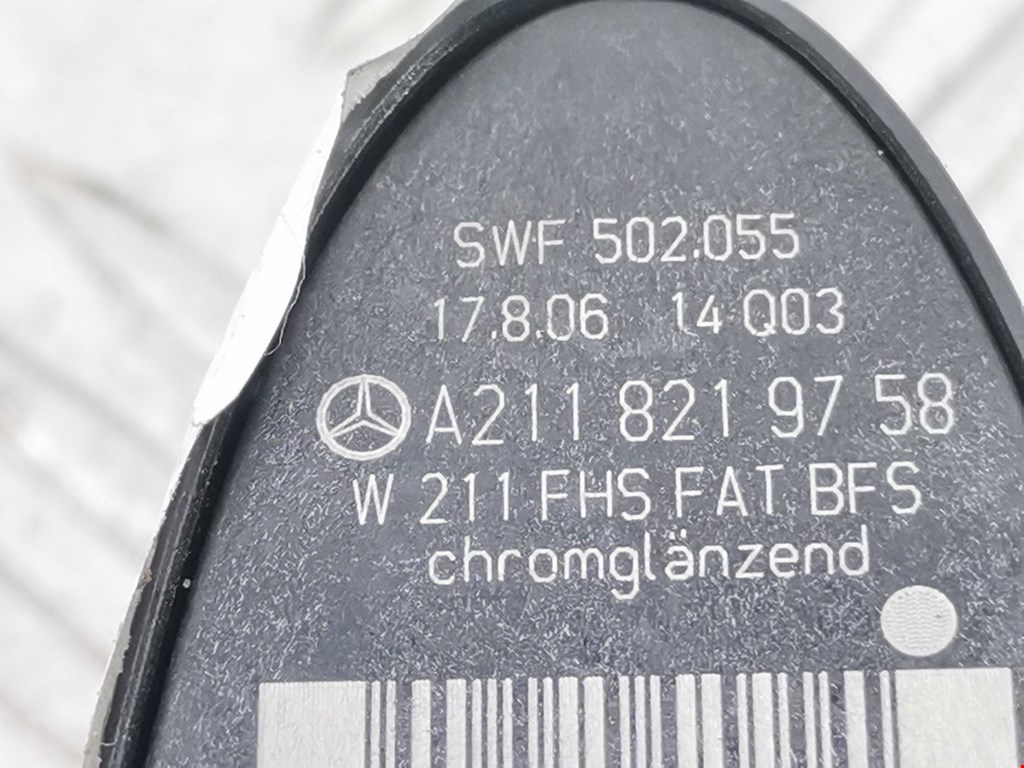 SWF 502.055
17.8.06 14 Q03
A211 821 97 58
W 211 FHS FAT BFS
chromglänzend